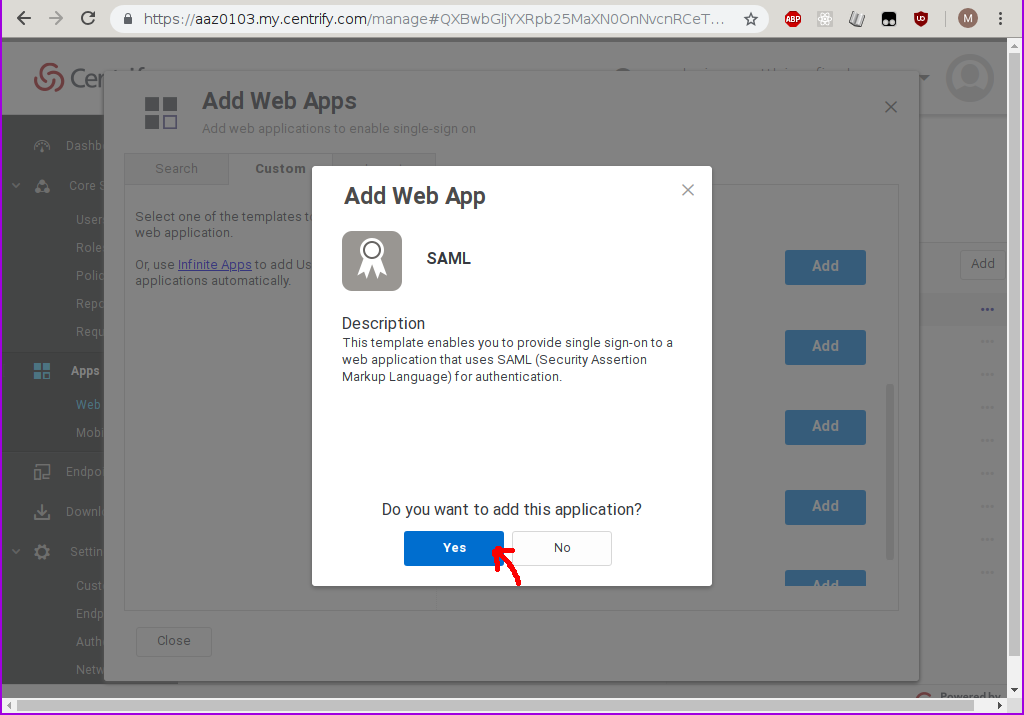 https://aaz0103.my.centrify.com/manage#QXBwbGljYXRpb25MaXN0OnNvcnRCeT...
ABP
UD
M
Add Web Apps
Add web applications to enable single-sign on
Search
Custom
Select one of the templates to
web application.
Or, use Infinite Apps to add Us
applications automatically.
Add
Add
Add
Add
Add
Close
Add Web App
SAML
Description
This template enables you to provide single sign-on to a
web application that uses SAML (Security Assertion
Markup Language) for authentication.
Do you want to add this application?
Yes
No
Cen
Dashb
Core S
Users
Roles
Polic
Repo
Requ
Apps
Web
Mobi
Endpo
Downl
Settin
Custo
Endp
Auth
Netw
Add
Powered by